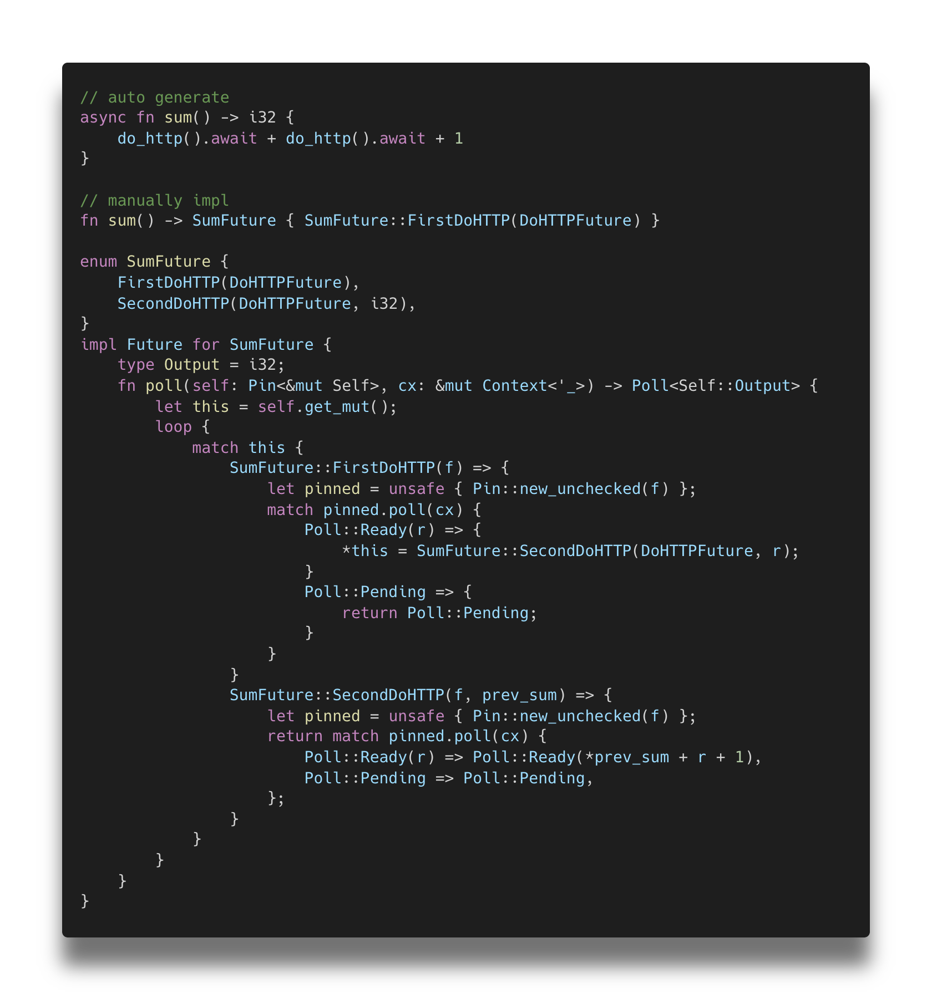 // auto generate
async fn sum() -> i32 {
    do_http().await + do_http().await + 1
}

// manually impl
fn sum() -> SumFuture { SumFuture::FirstDoHTTP(DoHTTPFuture) }

enum SumFuture {
    FirstDoHTTP(DoHTTPFuture),
    SecondDoHTTP(DoHTTPFuture, i32),
}
impl Future for SumFuture {
    type Output = i32;
    fn poll(self: Pin<&mut Self>, cx: &mut Context<'_>) -> Poll<Self::Output> {
        let this = self.get_mut();
        loop {
            match this {
                SumFuture::FirstDoHTTP(f) => {
                    let pinned = unsafe { Pin::new_unchecked(f) };
                    match pinned.poll(cx) {
                        Poll::Ready(r) => {
                            *this = SumFuture::SecondDoHTTP(DoHTTPFuture, r);
                        }
                        Poll::Pending => {
                            return Poll::Pending;
                        }
                    }
                }
                SumFuture::SecondDoHTTP(f, prev_sum) => {
                    let pinned = unsafe { Pin::new_unchecked(f) };
                    return match pinned.poll(cx) {
                        Poll::Ready(r) => Poll::Ready(*prev_sum + r + 1),
                        Poll::Pending => Poll::Pending,
                    };
                }
            }
        }
    }
}